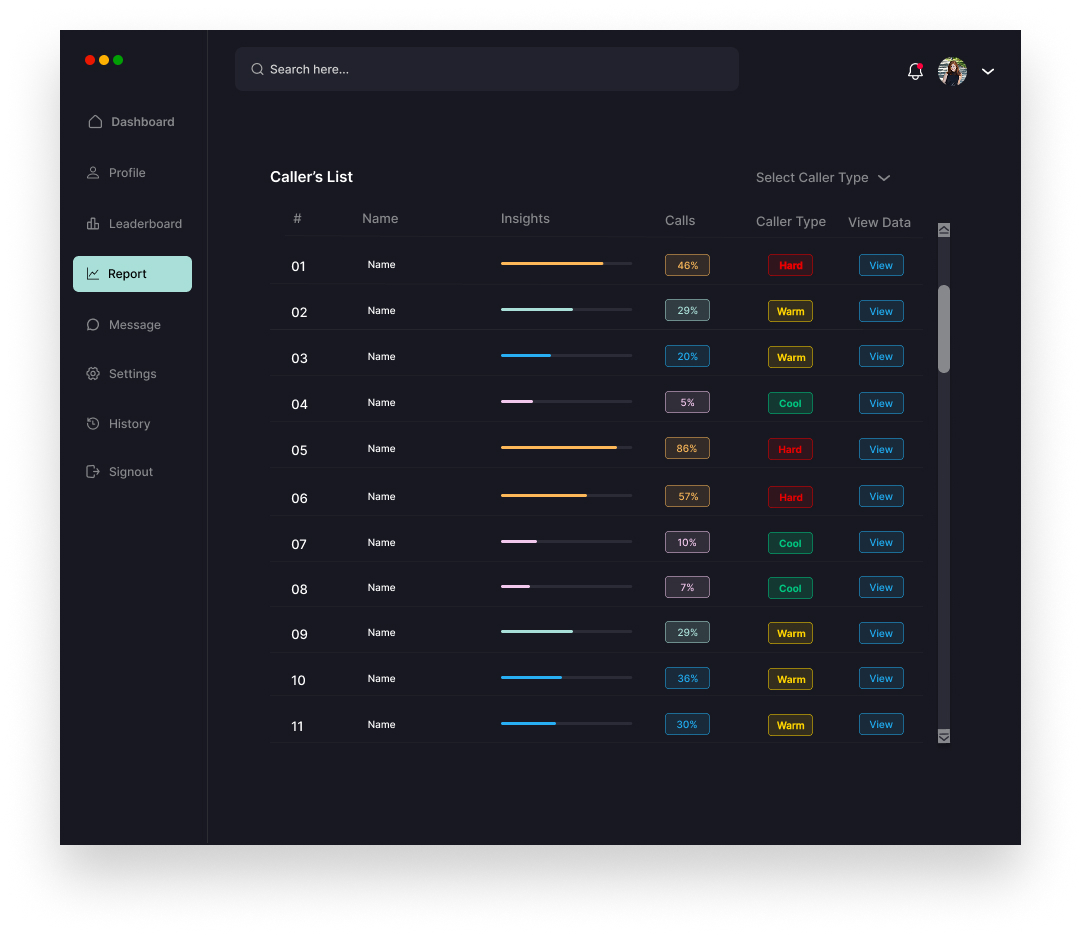 Search here...
Dashboard
Profile
Leaderboard
Report
Message
Settings
History
Signout
Caller's List
Select Caller Type
# Name Insights Calls Caller Type View Data
01 Name 46% Hard View
02 Name 29% Warm View
03 Name 20% Warm View
04 Name 5% Cool View
05 Name 86% Hard View
06 Name 57% Hard View
07 Name 10% Cool View
08 Name 7% Cool View
09 Name 29% Warm View
10 Name 36% Warm View
11 Name 30% Warm View